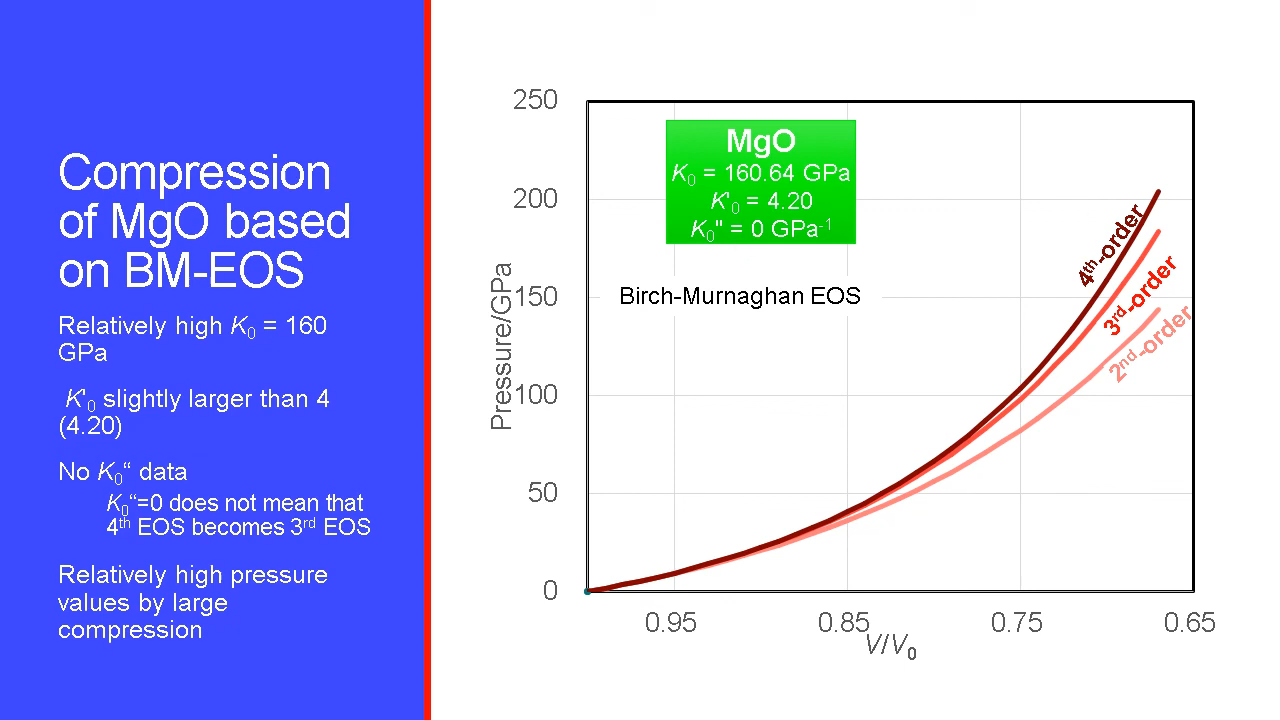 Compression
of MgO based
on BM-EOS
Relatively high K₀ = 160
GPa
K'₀ slightly larger than 4
(4.20)
No K₀“ data
K₀“=0 does not mean that
4ᵗʰ EOS becomes 3ʳᵈ EOS
Relatively high pressure
values by large
compression
250
200
150
100
50
0
Pressure/GPa
MgO
K₀ = 160.64 GPa
K'₀ = 4.20
K₀" = 0 GPa⁻¹
Birch-Murnaghan EOS
4ᵗʰ-order
3ʳᵈ-order
2ⁿᵈ-order
0.95
0.85
0.75
0.65
V/V₀